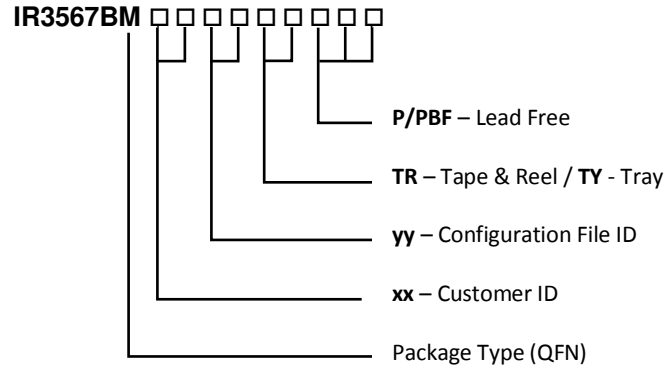 IR3567BM □ □ □ □ □ □ □ □ □
P/PBF – Lead Free
TR – Tape & Reel / TY - Tray
yy – Configuration File ID
xx – Customer ID
Package Type (QFN)